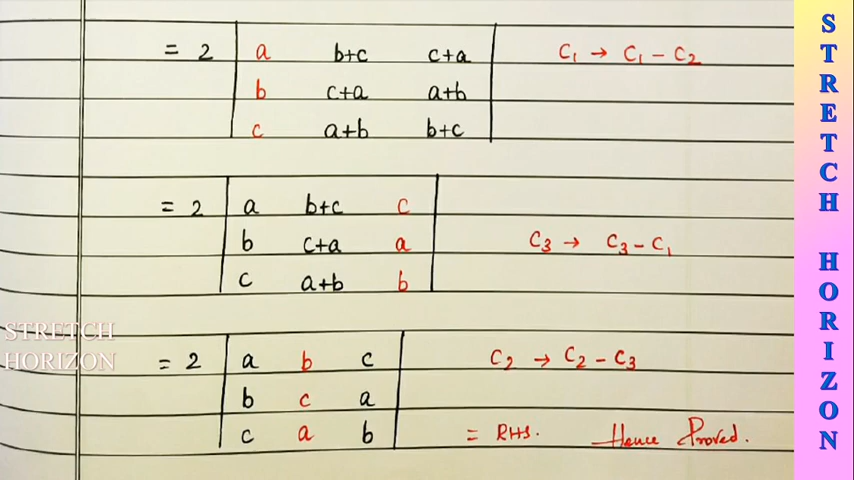 = 2 | a b+c c+a | C₁ → C₁ – C₂
| b c+a a+b |
| c a+b b+c |
= 2 | a b+c c |
| b c+a a | C₃ → C₃ – C₁
| c a+b b |
= 2 | a b c | C₂ → C₂ – C₃
| b c a |
| c a b | = RHS. Hence Proved.
STRETCH
HORIZON
STRETCH HORIZON